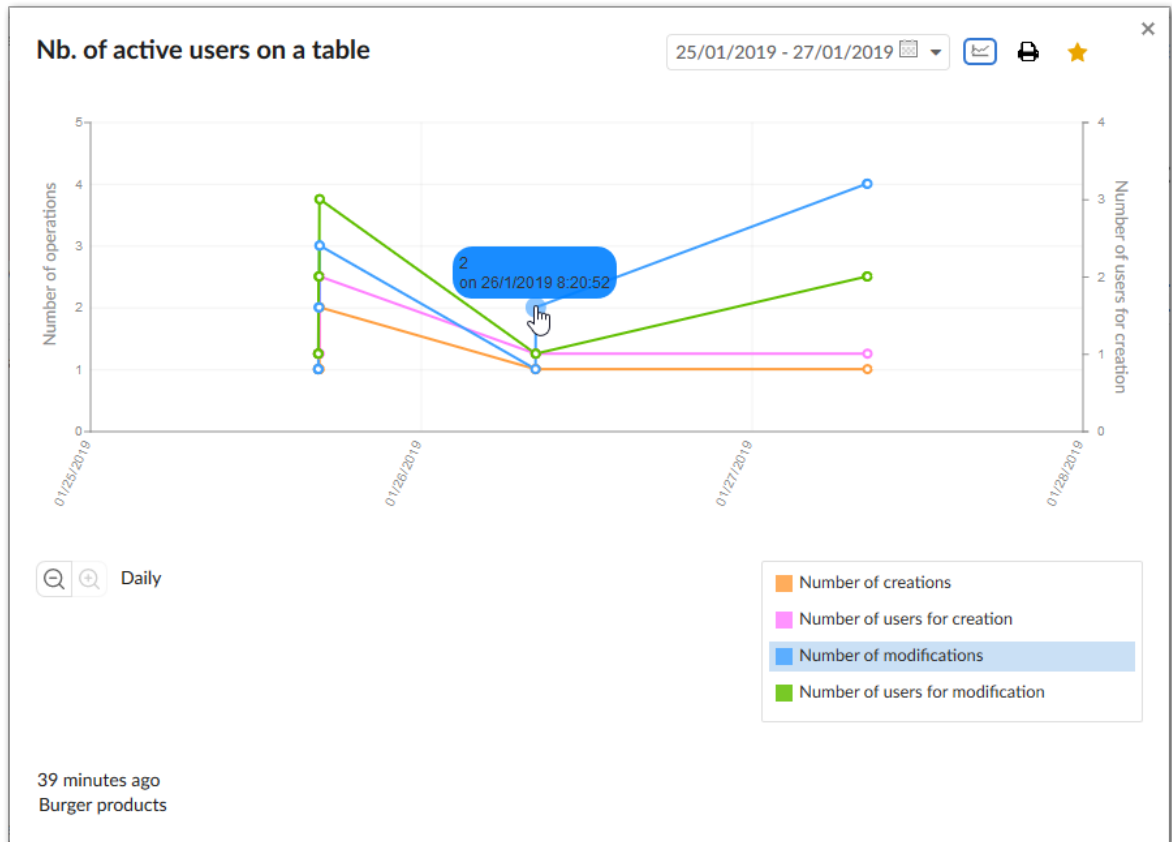 Nb. of active users on a table
25/01/2019 - 27/01/2019
×
5
4
3
2
1
0
Number of operations
4
3
2
1
0
Number of users for creation
2
on 26/1/2019 8:20:52
01/25/2019
01/26/2019
01/27/2019
01/28/2019
Daily
Number of creations
Number of users for creation
Number of modifications
Number of users for modification
39 minutes ago
Burger products